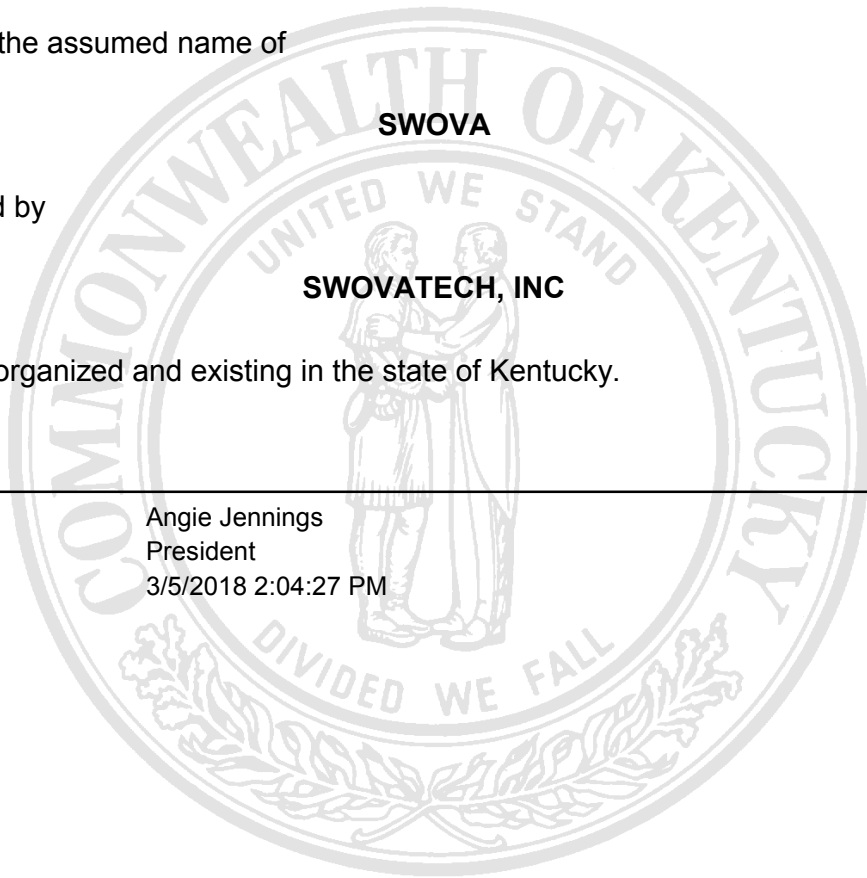 the assumed name of
SWOVA
d by
SWOVATECH, INC
organized and existing in the state of Kentucky.
Angie Jennings
President
3/5/2018 2:04:27 PM
COMMONWEALTH OF KENTUCKY
UNITED WE STAND
DIVIDED WE FALL